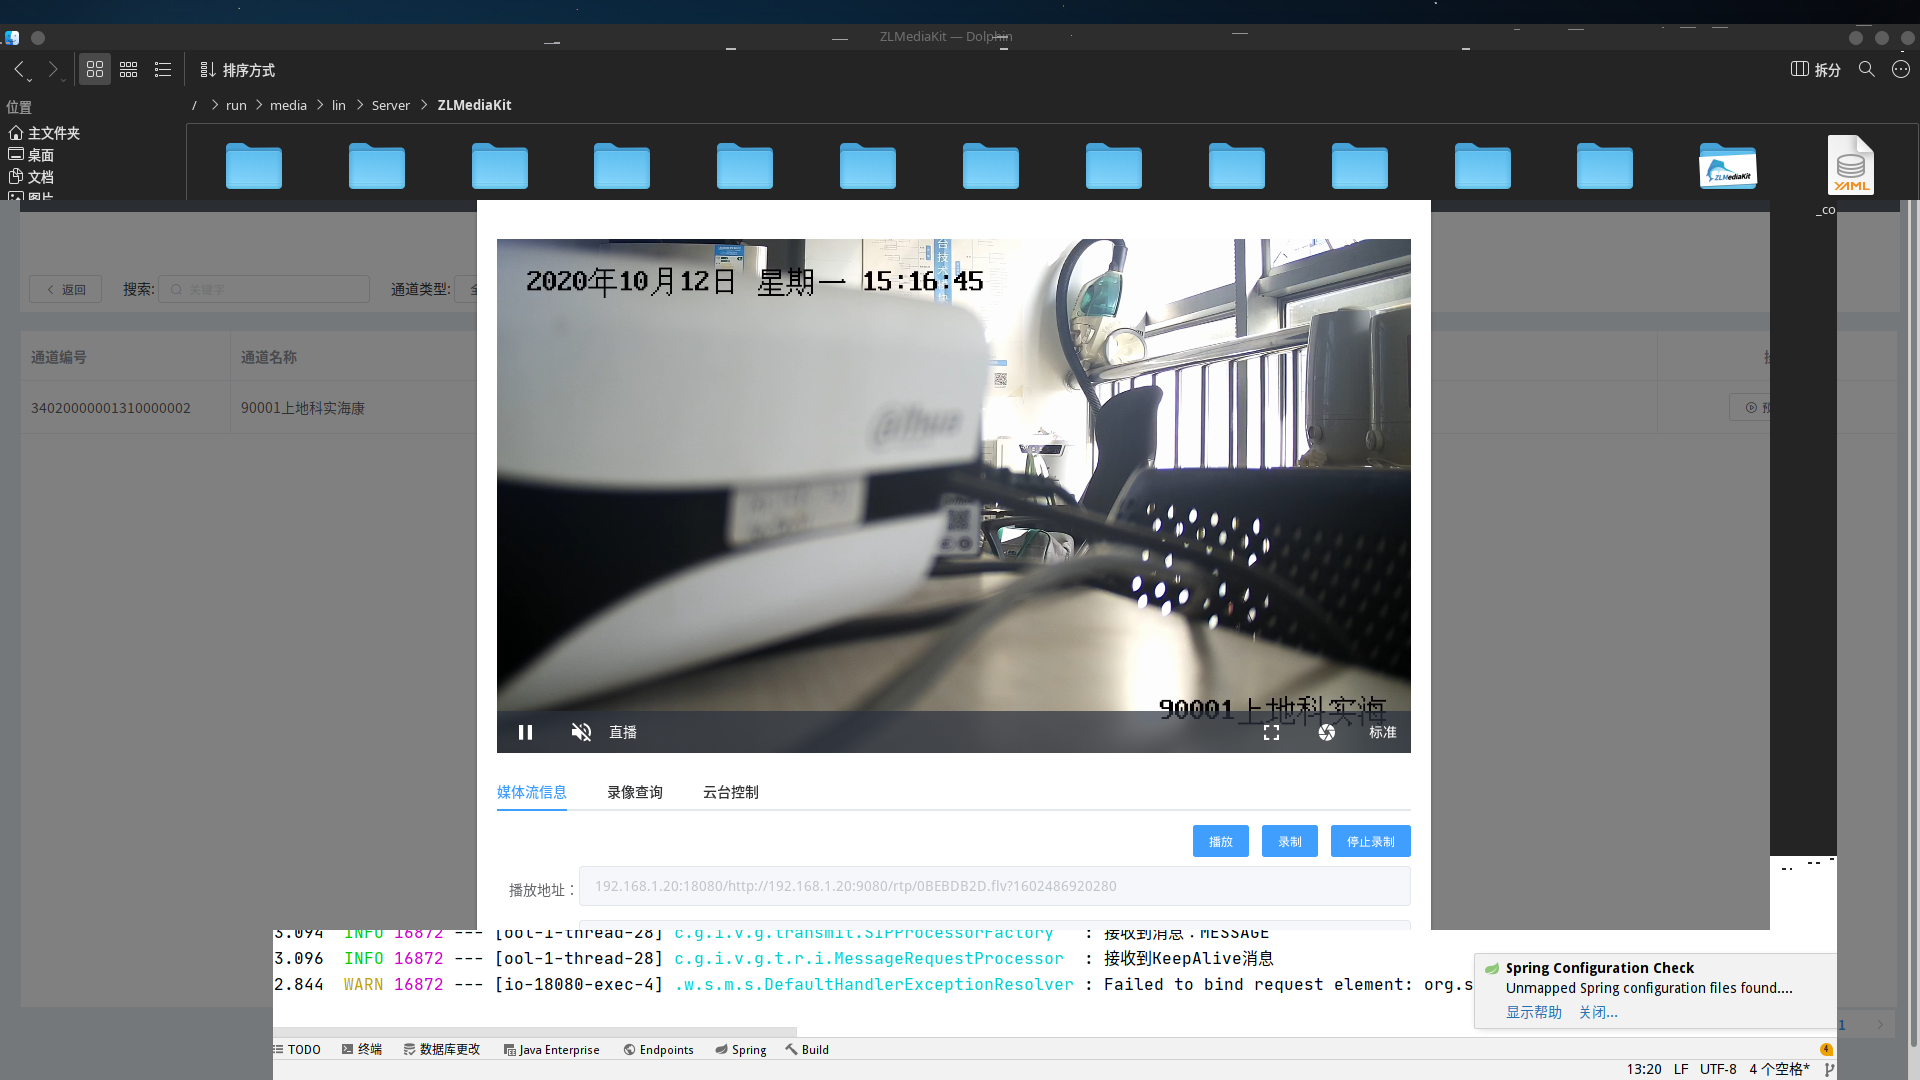 ZLMediaKit — Dolphin
排序方式
拆分
位置
/ run media lin Server ZLMediaKit
主文件夹
桌面
文档
图片
ZLMediaKit
YAML
_co
返回
搜索:
关键字
通道类型:
通道编号
通道名称
34020000001310000002
90001上地科实海康
2020年10月12日 星期一 15:16:45
alhua
90001上地科实海
直播
标准
媒体流信息
录像查询
云台控制
播放
录制
停止录制
播放地址：
192.168.1.20:18080/http://192.168.1.20:9080/rtp/0BEBDB2D.flv?1602486920280
3.094 INFO 16872 --- [ool-1-thread-28] c.g.i.v.g.transmit.SIPProcessorFactory : 接收到消息：MESSAGE
3.096 INFO 16872 --- [ool-1-thread-28] c.g.i.v.g.t.r.i.MessageRequestProcessor : 接收到KeepAlive消息
2.844 WARN 16872 --- [io-18080-exec-4] .w.s.m.s.DefaultHandlerExceptionResolver : Failed to bind request element: org.s
Spring Configuration Check
Unmapped Spring configuration files found....
显示帮助 关闭...
1
TODO 终端 数据库更改 Java Enterprise Endpoints Spring Build
4
13:20 LF UTF-8 4 个空格*